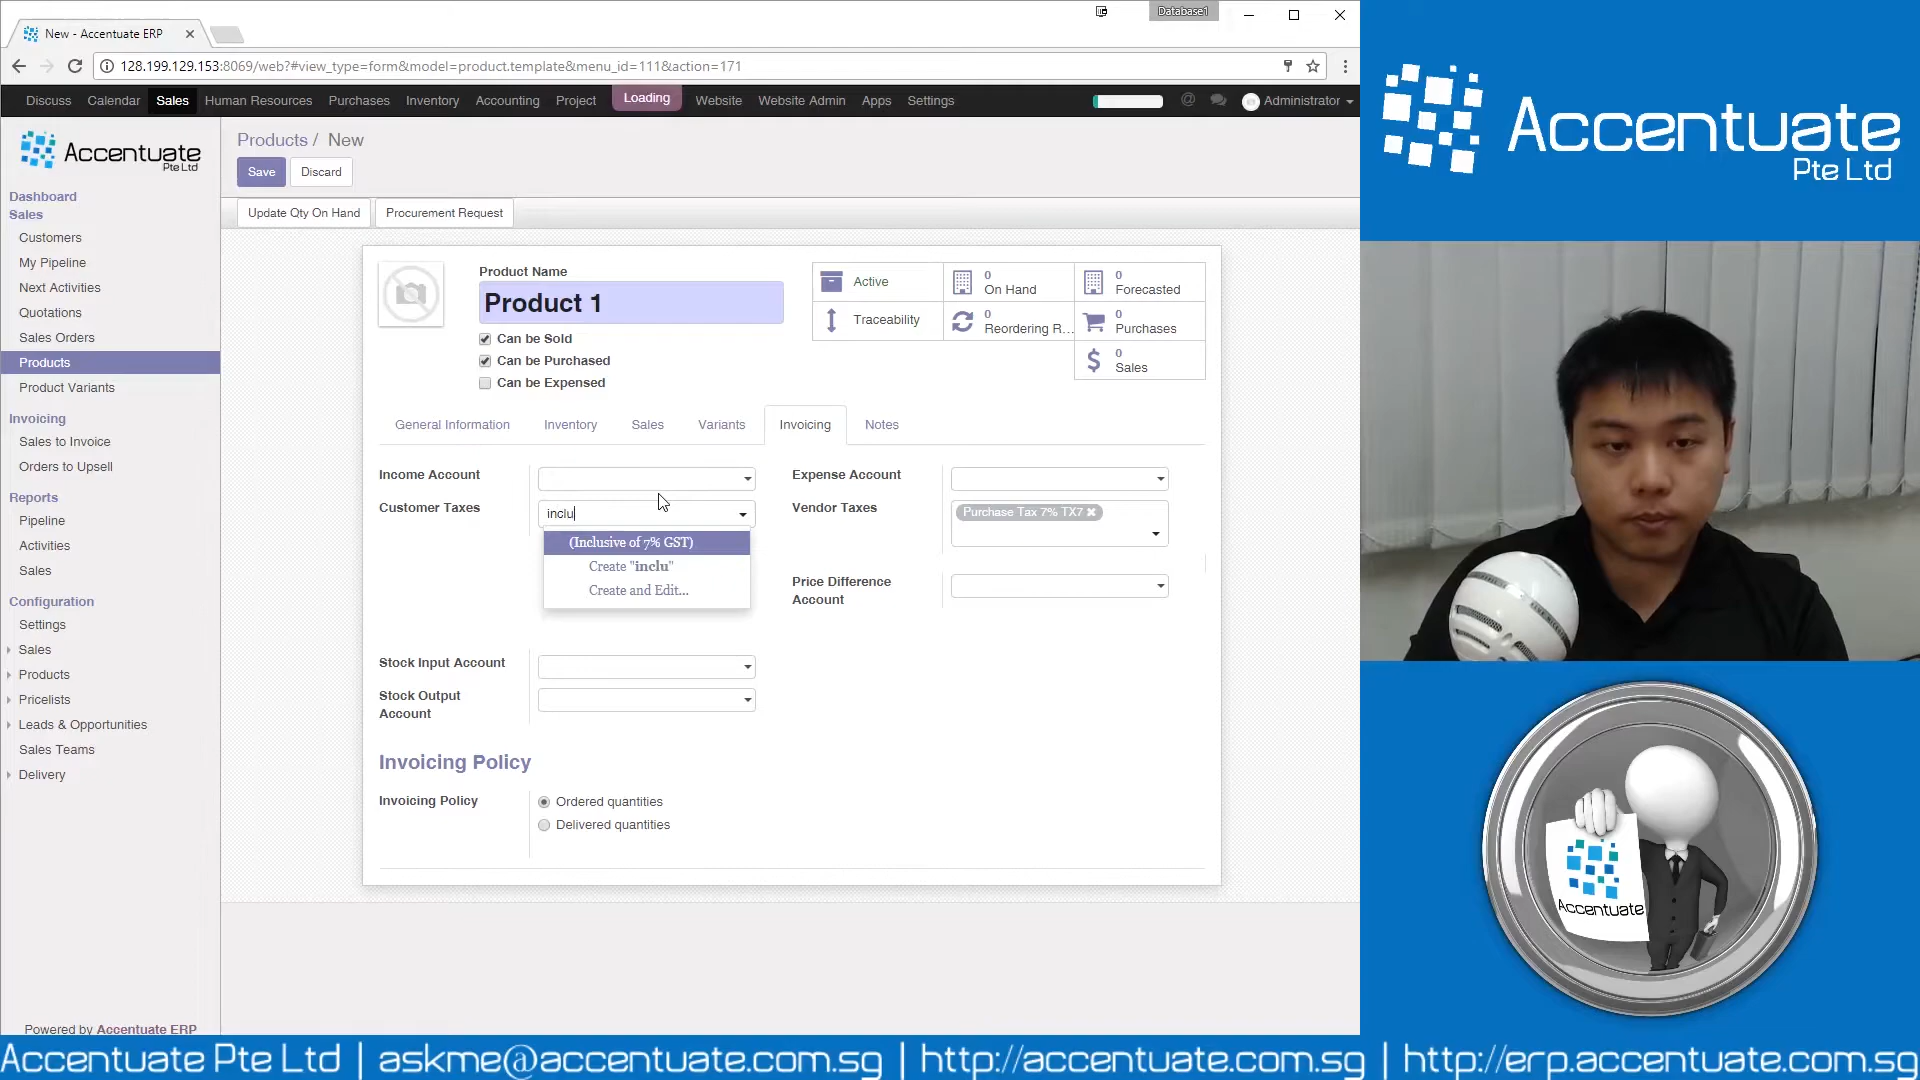 Database1
New - Accentuate ERP
128.199.129.153:8069/web?#view_type=form&model=product.template&menu_id=111&action=171
Discuss Calendar Sales Human Resources Purchases Inventory Accounting Project Loading Website Website Admin Apps Settings @ Administrator
Accentuate
Pte Ltd
Accentuate
Pte Ltd
Products / New
Save Discard
Update Qty On Hand Procurement Request
Dashboard
Sales
Customers
My Pipeline
Next Activities
Quotations
Sales Orders
Products
Product Variants
Invoicing
Sales to Invoice
Orders to Upsell
Reports
Pipeline
Activities
Sales
Configuration
Settings
Sales
Products
Pricelists
Leads & Opportunities
Sales Teams
Delivery
Powered by Accentuate ERP
Product Name
Product 1
Can be Sold
Can be Purchased
Can be Expensed
Active
0
On Hand
0
Forecasted
Traceability
0
Reordering R...
0
Purchases
0
Sales
General Information Inventory Sales Variants Invoicing Notes
Income Account
Customer Taxes
inclu
(Inclusive of 7% GST)
Create "inclu"
Create and Edit...
Expense Account
Vendor Taxes
Purchase Tax 7% TX7
Price Difference
Account
Stock Input Account
Stock Output
Account
Invoicing Policy
Invoicing Policy
Ordered quantities
Delivered quantities
Accentuate
Accentuate Pte Ltd | askme@accentuate.com.sg | http://accentuate.com.sg | http://erp.accentuate.com.sg